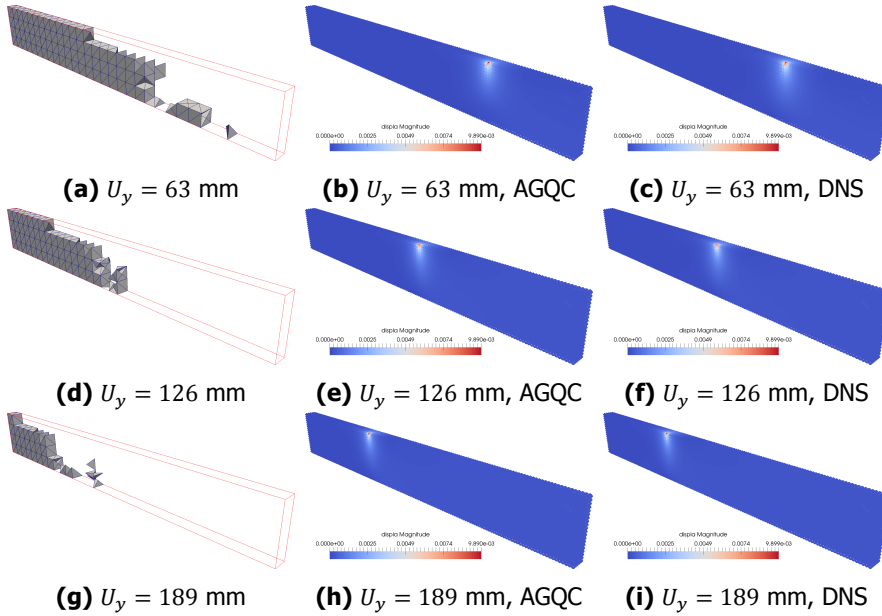 displa Magnitude
0.000e+00 0.0025 0.0049 0.0074 9.890e-03
displa Magnitude
0.000e+00 0.0025 0.0049 0.0074 9.899e-03
(a) U_y = 63 mm
(b) U_y = 63 mm, AGQC
(c) U_y = 63 mm, DNS
displa Magnitude
0.000e+00 0.0025 0.0049 0.0074 9.890e-03
displa Magnitude
0.000e+00 0.0025 0.0049 0.0074 9.899e-03
(d) U_y = 126 mm
(e) U_y = 126 mm, AGQC
(f) U_y = 126 mm, DNS
displa Magnitude
0.000e+00 0.0025 0.0049 0.0074 9.890e-03
displa Magnitude
0.000e+00 0.0025 0.0049 0.0074 9.899e-03
(g) U_y = 189 mm
(h) U_y = 189 mm, AGQC
(i) U_y = 189 mm, DNS